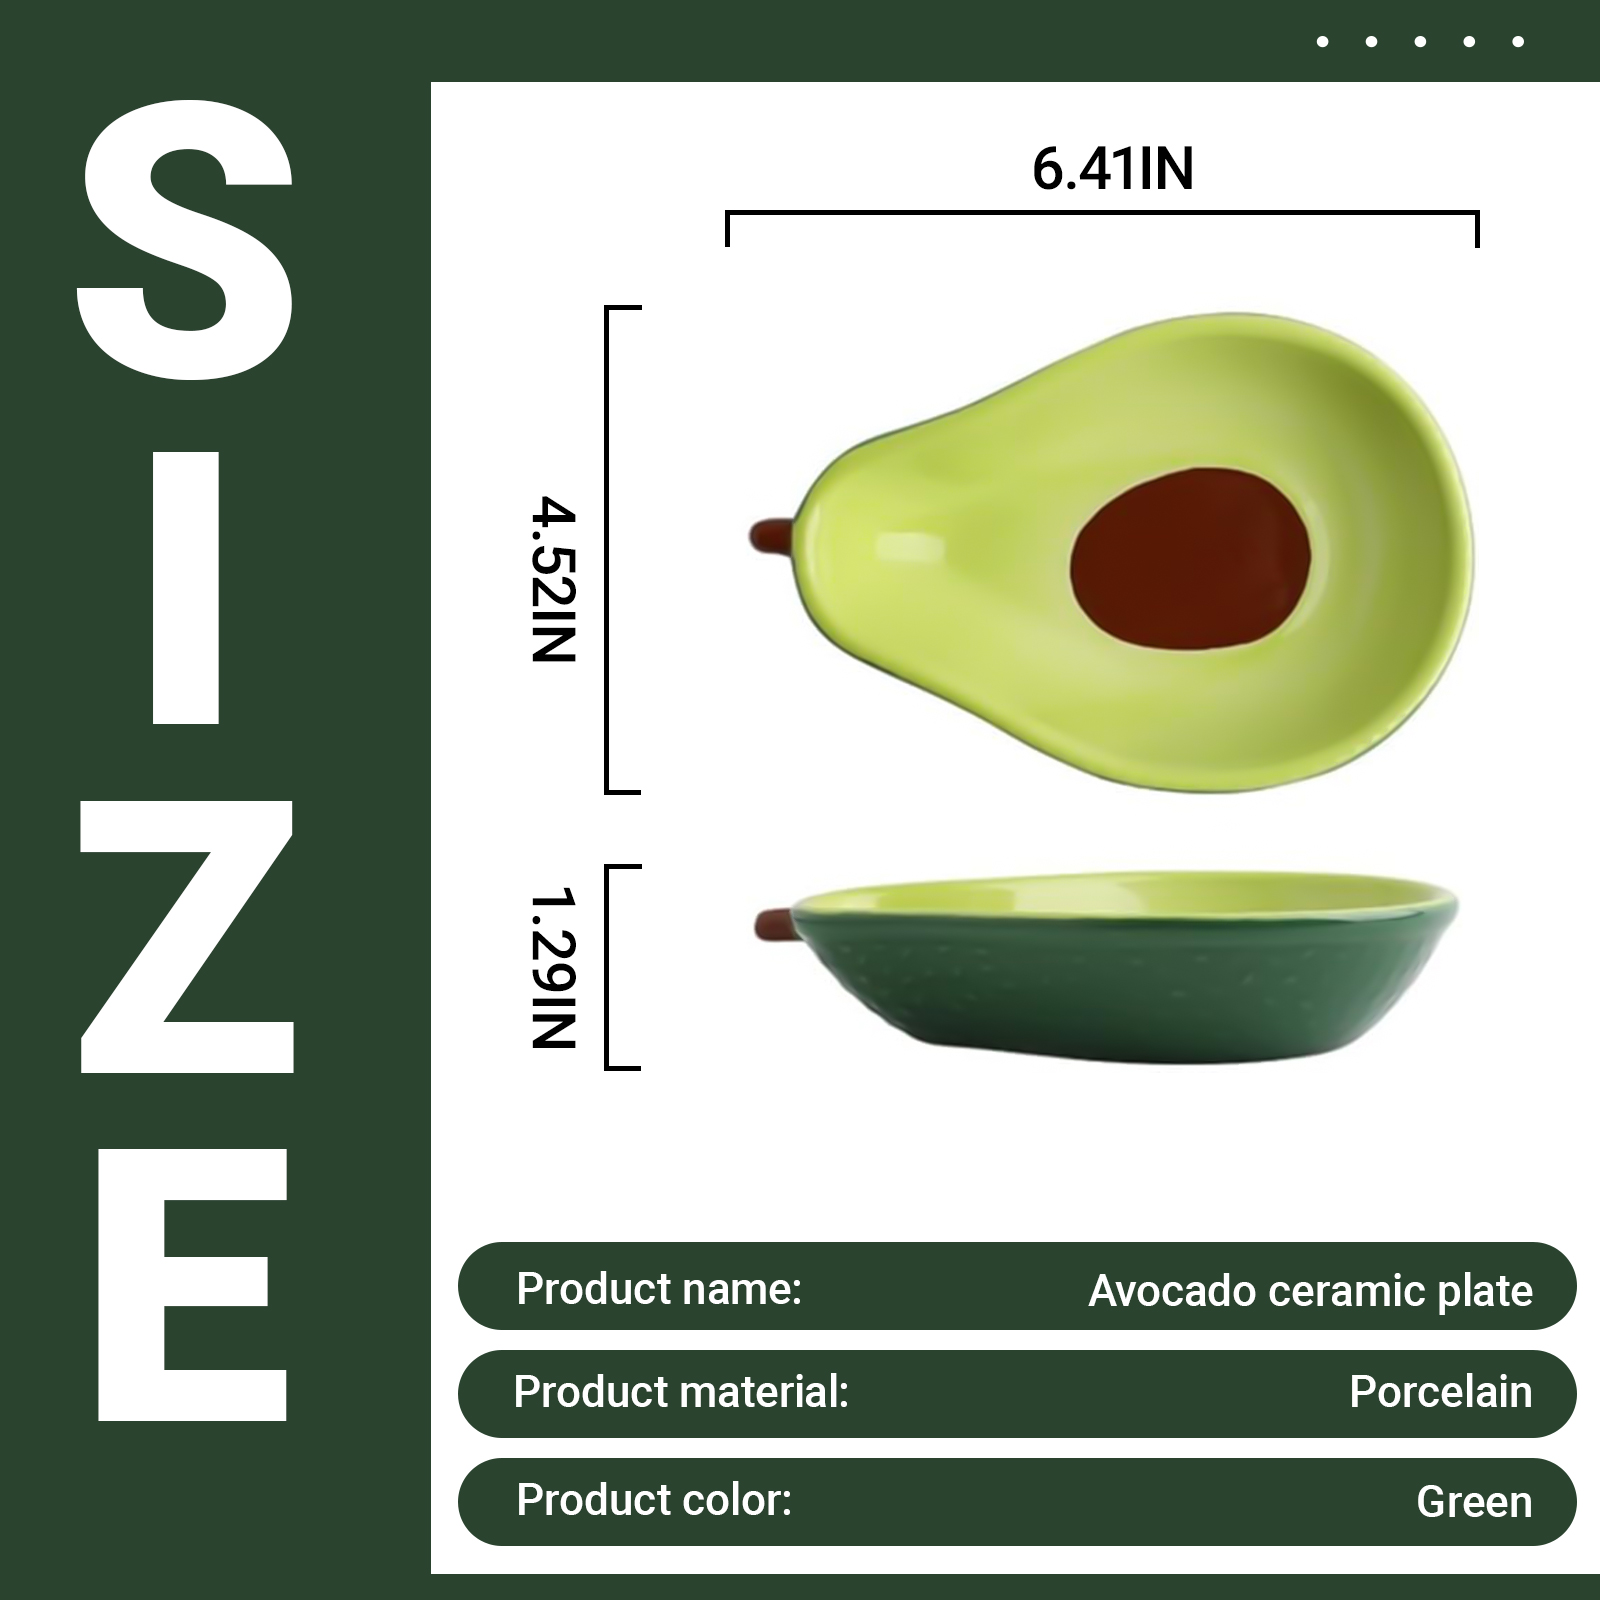 SIZE
6.41IN
4.52IN
1.29IN
Product name: Avocado ceramic plate
Product material: Porcelain
Product color: Green